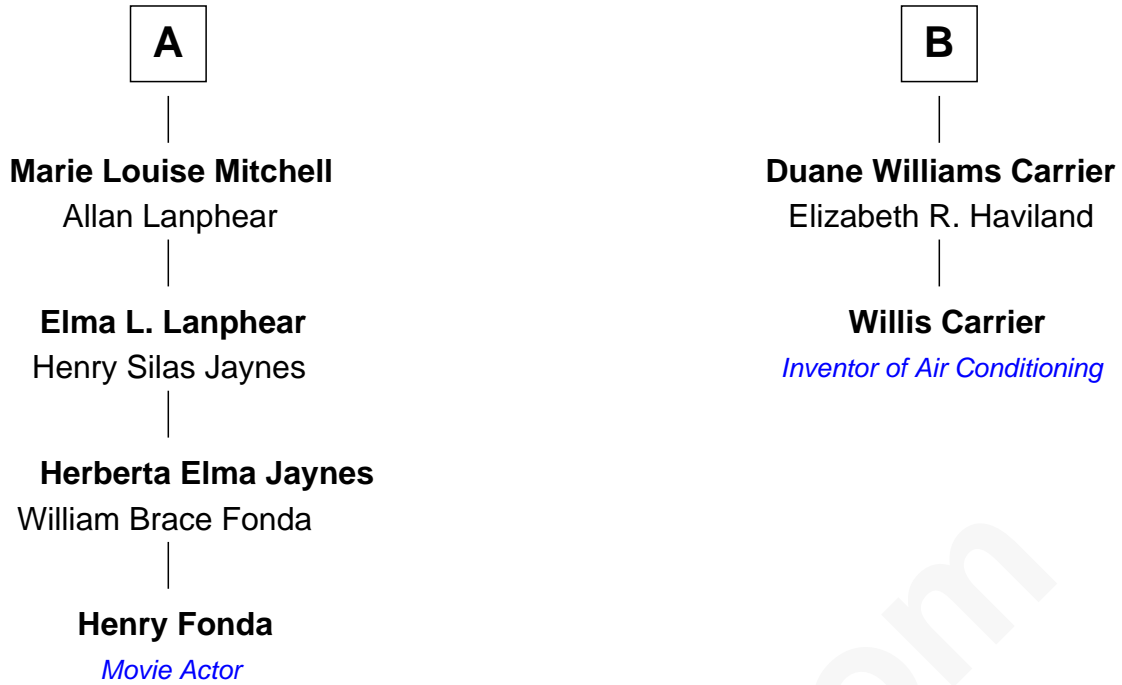 A
Marie Louise Mitchell
Allan Lanphear
Elma L. Lanphear
Henry Silas Jaynes
Herberta Elma Jaynes
William Brace Fonda
Henry Fonda
Movie Actor
B
Duane Williams Carrier
Elizabeth R. Haviland
Willis Carrier
Inventor of Air Conditioning
om